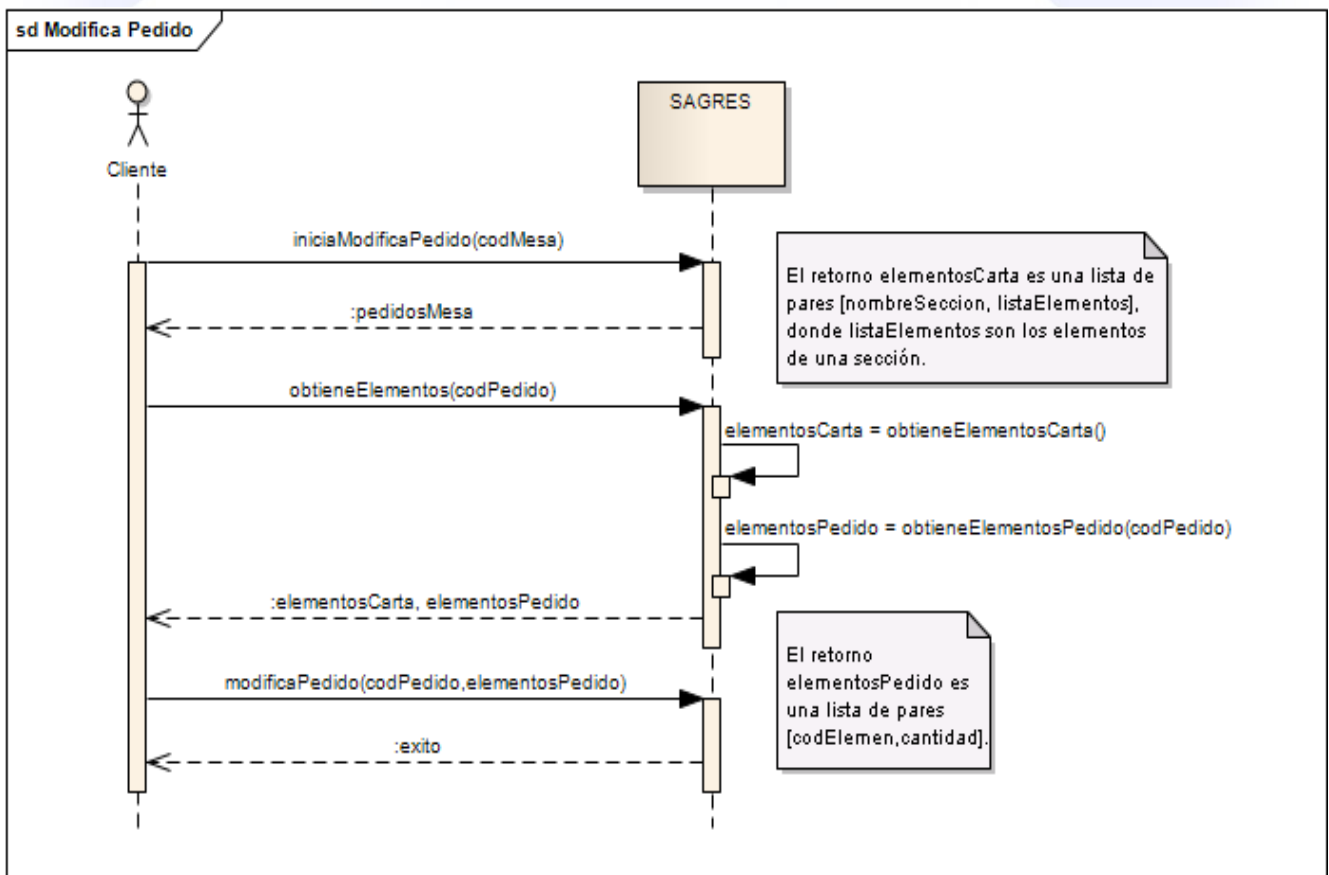 sd Modifica Pedido
Cliente
SAGRES
iniciaModificaPedido(codMesa)
El retorno elementosCarta es una lista de
pares [nombreSeccion, listaElementos],
donde listaElementos son los elementos
de una sección.
:pedidosMesa
obtieneElementos(codPedido)
elementosCarta = obtieneElementosCarta()
elementosPedido = obtieneElementosPedido(codPedido)
:elementosCarta, elementosPedido
El retorno
elementosPedido es
una lista de pares
[codElemen,cantidad].
modificaPedido(codPedido,elementosPedido)
:exito